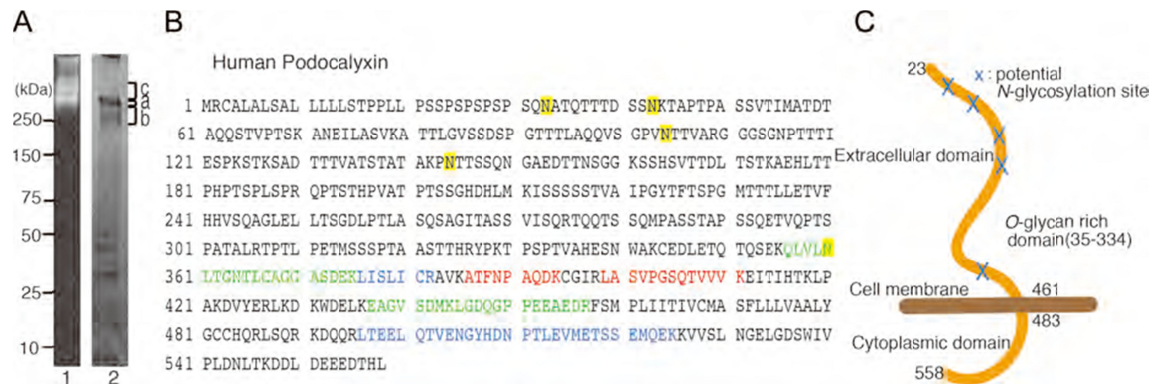 A
B
C
(kDa)
250
150
75
50
25
10
c
a
b
1 2
Human Podocalyxin
1 MRCALALSAL LLLLSTPPLL PSSPSPSPSP SQNATQTTTD SSNKTAPTPA SSVTIMATDT
61 AQQSTVPTSK ANEILASVKA TTLGVSSDSP GTTTLAQQVS GPVNTTVARG GGSGNPTTTI
121 ESPKSTKSAD TTTVATSTAT AKPNTTSSQN GAEDTTNSGG KSSHSVTTDL TSTKAEHLTT
181 PHPTSPLSPR QPTSTHPVAT PTSSGHDHLM KISSSSSTVA IPGYTFTSPG MTTTLLETVF
241 HHVSQAGLEL LTSGDLPTLA SQSAGITASS VISQRTQQTS SQMPASSTAP SSQETVQPTS
301 PATALRTPTL PETMSSSPTA ASTTHRYPKT PSPTVAHESN WAKCEDLETQ TQSEKQLVLN
361 LTGNTLCAGG ASDEKLISLI CRAVKATFNP AQDKCGIRLA SVPGSQTVVV KEITIHTKLP
421 AKDVYERLKD KWDELKEAGV SDMKLGDQGP PEEAEDRFSM PLIITIVCMA SFLLLVAALY
481 GCCHQRLSQR KDQQRLTEEL QTVENGYHDN PTLEVMETSS EMQEKKVVSL NGELGDSWIV
541 PLDNLTKDDL DEEEDTHL
23
x : potential
N-glycosylation site
Extracellular domain
O-glycan rich
domain(35-334)
Cell membrane
461
483
Cytoplasmic domain
558